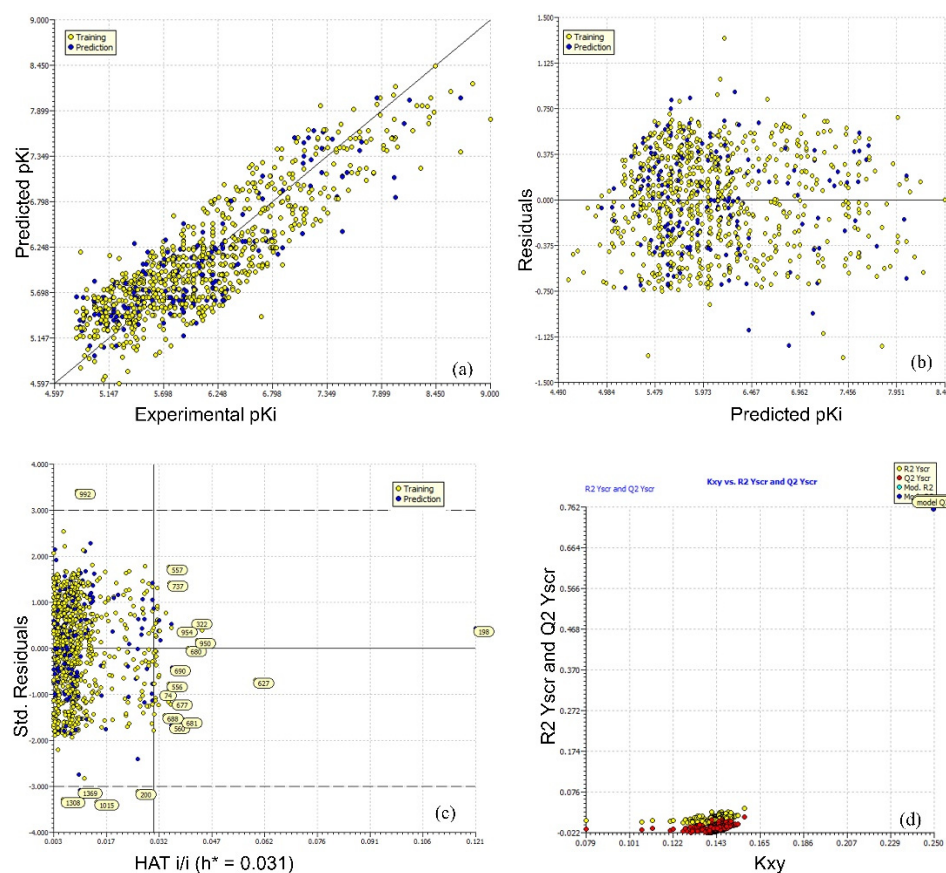 9.000
Training
Prediction
8.450
7.899
7.349
6.798
6.248
5.698
5.147
4.597
4.597 5.147 5.698 6.248 6.798 7.349 7.899 8.450 9.000
Predicted pKi
Experimental pKi
(a)
1.500
Training
Prediction
1.125
0.750
0.375
0.000
-0.375
-0.750
-1.125
-1.500
4.490 4.984 5.479 5.973 6.467 6.962 7.456 7.951
Residuals
Predicted pKi
(b)
4.000
Training
Prediction
3.000
2.000
1.000
0.000
-1.000
-2.000
-3.000
-4.000
992
557
737
322
954
950
680
198
690
556
627
74
677
688
681
560
1369
200
1308
1015
0.003 0.017 0.031 0.046 0.061 0.076 0.091 0.106 0.121
Std. Residuals
HAT i/i (h* = 0.031)
(c)
R2 Yscr and Q2 Yscr
Kxy vs. R2 Yscr and Q2 Yscr
R2 Yscr
Q2 Yscr
Mod. R2
0.762
0.664
0.566
0.468
0.370
0.272
0.174
0.076
-0.022
0.079 0.101 0.122 0.143 0.165 0.186 0.207 0.229 0.250
R2 Yscr and Q2 Yscr
Kxy
(d)